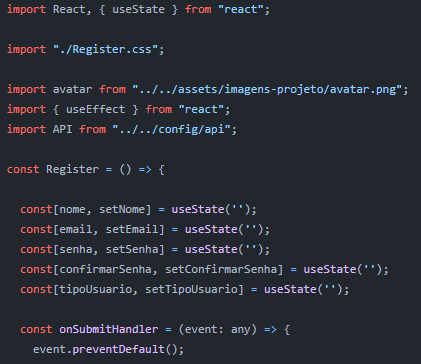 import React, { useState } from "react";
import "./Register.css";
import avatar from "../../assets/imagens-projeto/avatar.png";
import { useEffect } from "react";
import API from "../../config/api";
const Register = () => {
const[nome, setNome] = useState('');
const[email, setEmail] = useState('');
const[senha, setSenha] = useState('');
const[confirmarSenha, setConfirmarSenha] = useState('');
const[tipoUsuario, setTipoUsuario] = useState('');
const onSubmitHandler = (event: any) => {
event.preventDefault();